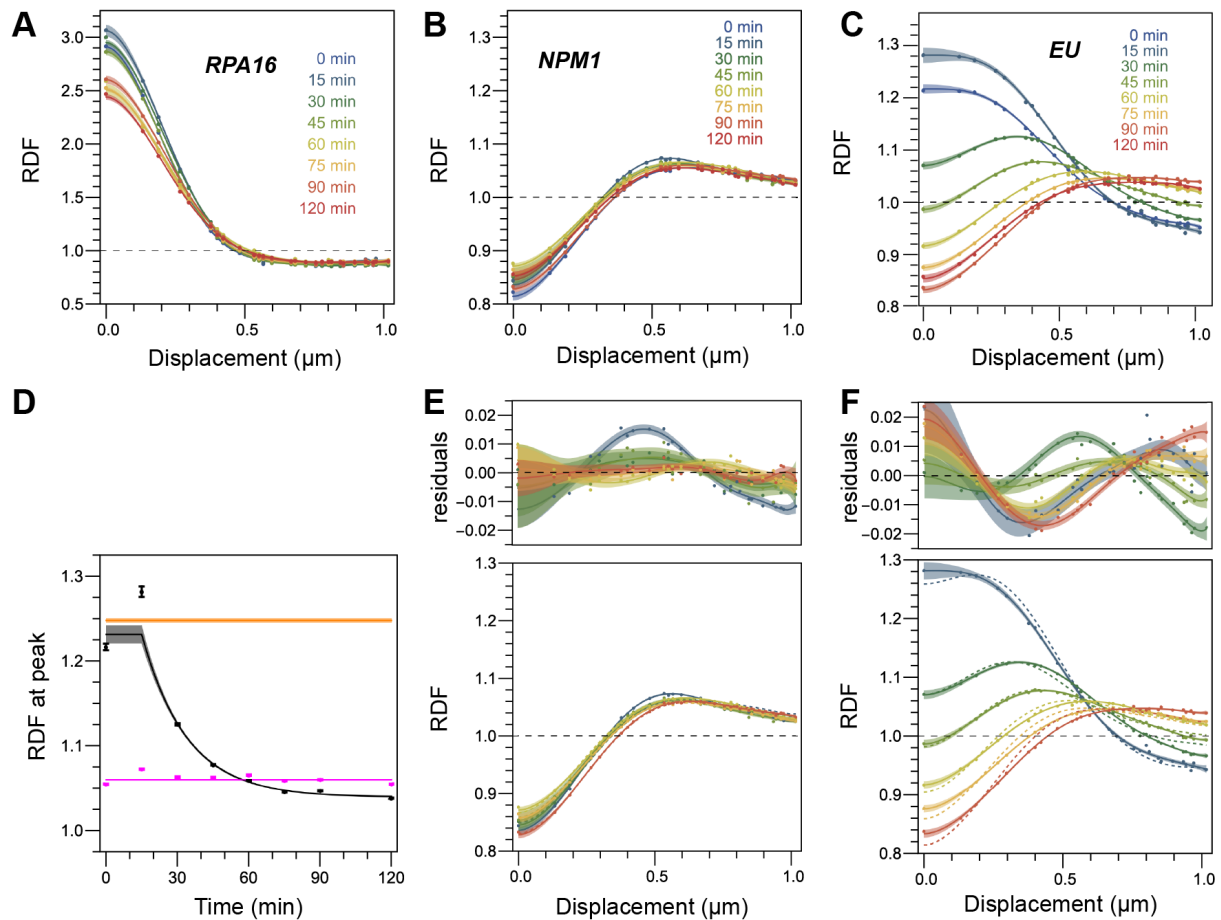 A
RPA16
0 min
15 min
30 min
45 min
60 min
75 min
90 min
120 min
3.0
2.5
2.0
1.5
1.0
0.5
RDF
0.0
0.5
1.0
Displacement (µm)
B
NPM1
0 min
15 min
30 min
45 min
60 min
75 min
90 min
120 min
1.3
1.2
1.1
1.0
0.9
0.8
RDF
0.0
0.5
1.0
Displacement (µm)
C
EU
0 min
15 min
30 min
45 min
60 min
75 min
90 min
120 min
1.3
1.2
1.1
1.0
0.9
0.8
RDF
0.0
0.5
1.0
Displacement (µm)
D
1.3
1.2
1.1
1.0
RDF at peak
0
30
60
90
120
Time (min)
E
0.02
0.01
0.00
−0.01
−0.02
residuals
1.3
1.2
1.1
1.0
0.9
0.8
RDF
0.0
0.5
1.0
Displacement (µm)
F
0.02
0.01
0.00
−0.01
−0.02
residuals
1.3
1.2
1.1
1.0
0.9
0.8
RDF
0.0
0.5
1.0
Displacement (µm)